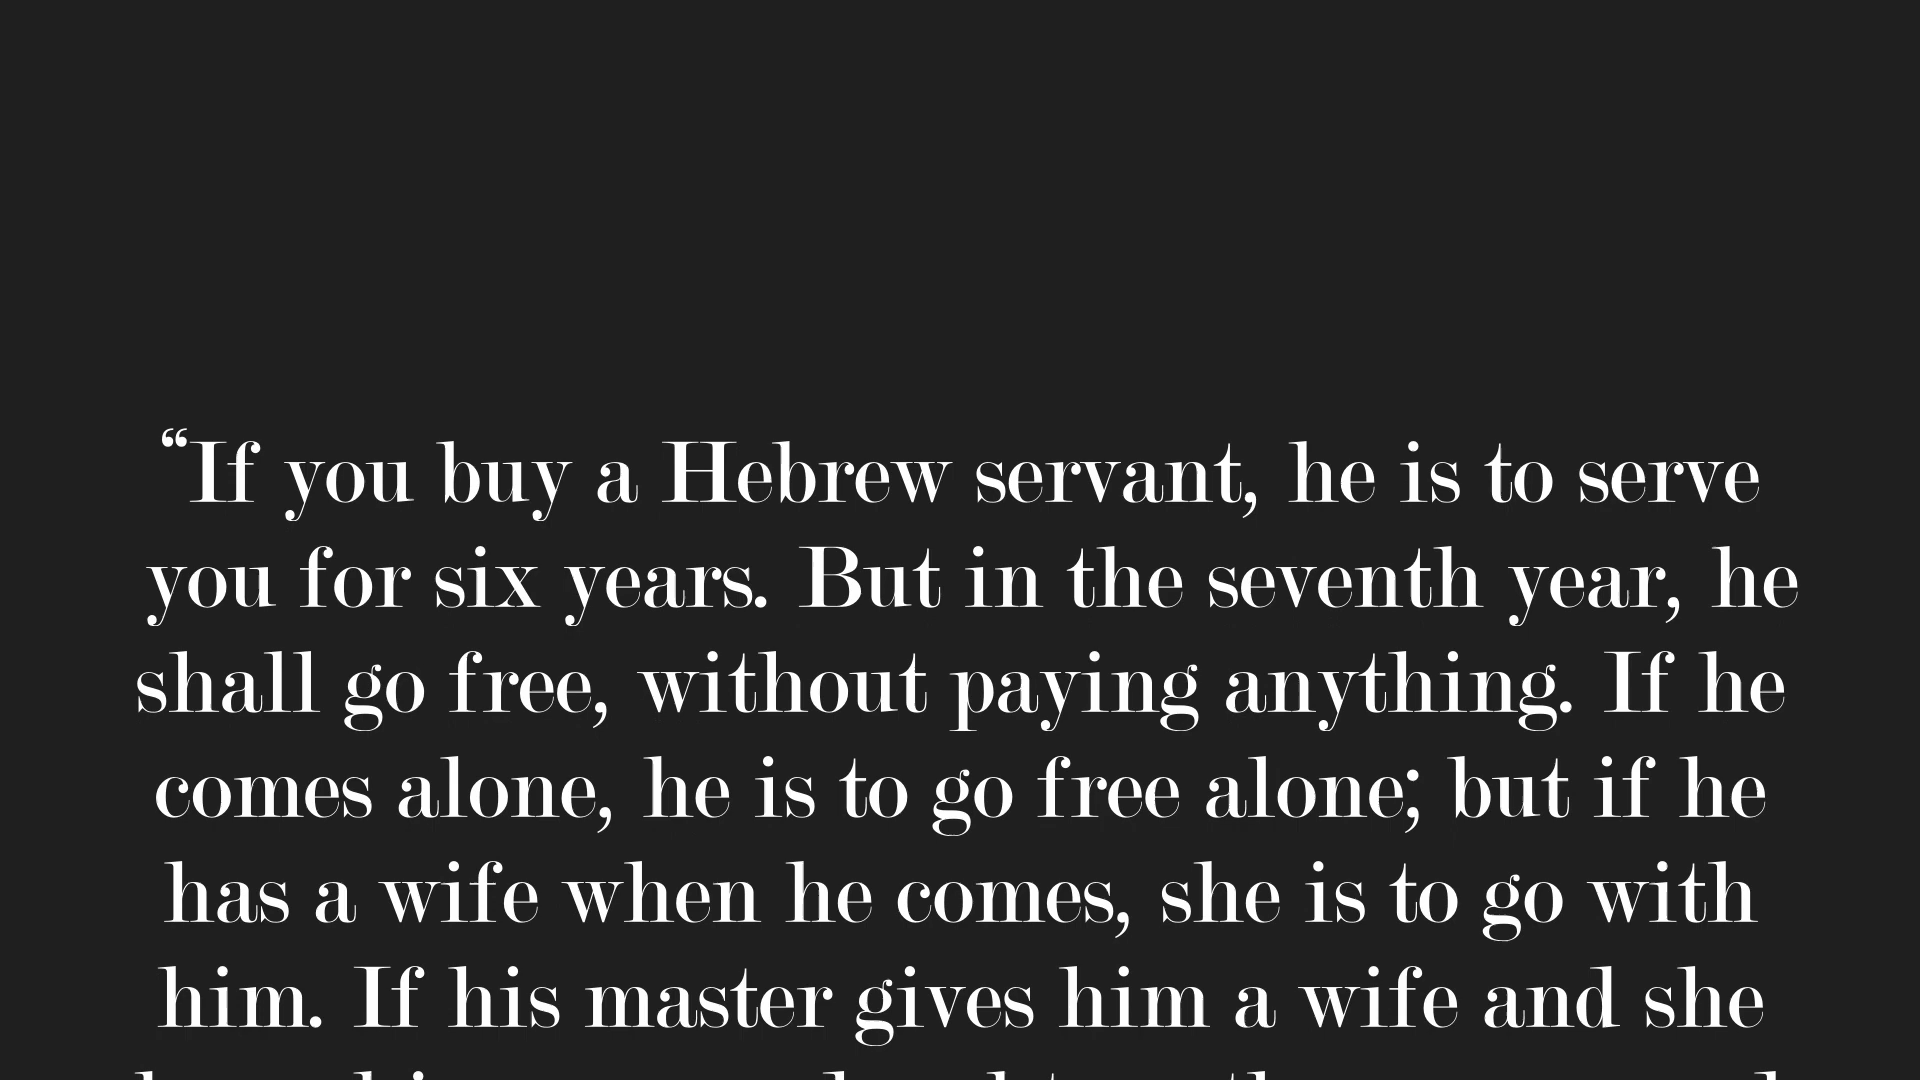 “If you buy a Hebrew servant, he is to serve
you for six years. But in the seventh year, he
shall go free, without paying anything. If he
comes alone, he is to go free alone; but if he
has a wife when he comes, she is to go with
him. If his master gives him a wife and she